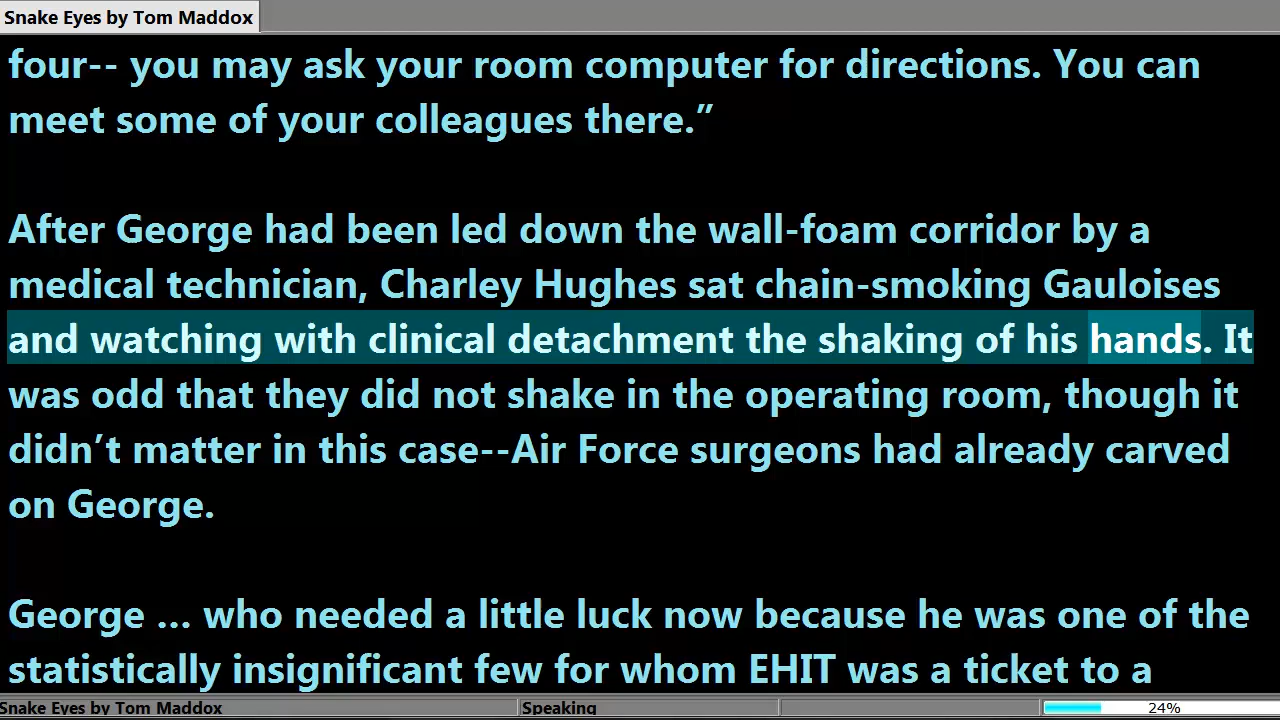 Snake Eyes by Tom Maddox
four-- you may ask your room computer for directions. You can
meet some of your colleagues there.”
After George had been led down the wall-foam corridor by a
medical technician, Charley Hughes sat chain-smoking Gauloises
and watching with clinical detachment the shaking of his hands. It
was odd that they did not shake in the operating room, though it
didn’t matter in this case--Air Force surgeons had already carved
on George.
George … who needed a little luck now because he was one of the
statistically insignificant few for whom EHIT was a ticket to a
Snake Eyes by Tom Maddox Speaking 24%